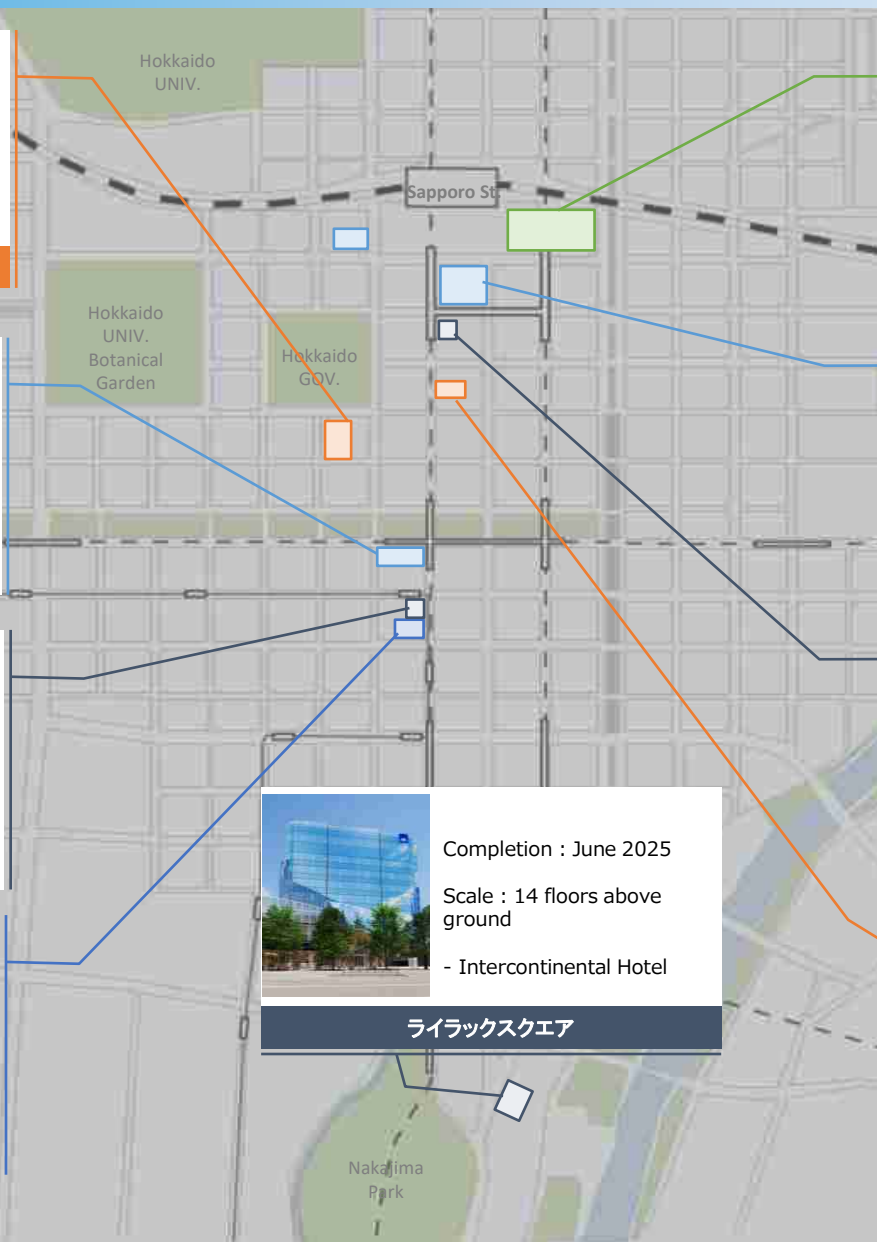 Hokkaido
UNIV.
Sapporo St.
Hokkaido
UNIV.
Botanical
Garden
Hokkaido
GOV.
Completion : June 2025
Scale : 14 floors above
ground
- Intercontinental Hotel
ライラックスクエア
Nakajima
Park